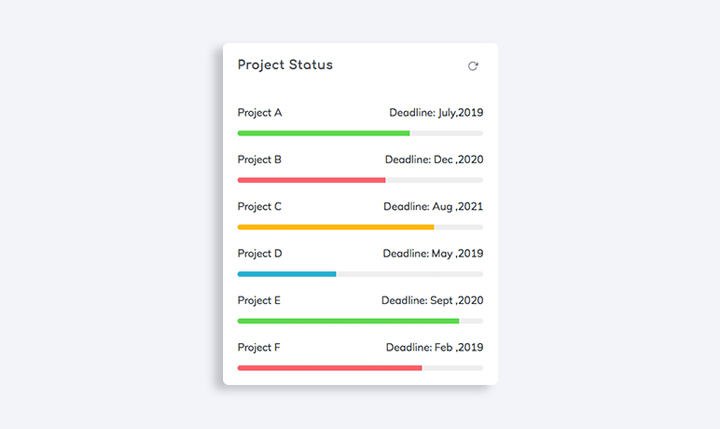 Project Status
Project A Deadline: July,2019
Project B Deadline: Dec ,2020
Project C Deadline: Aug ,2021
Project D Deadline: May ,2019
Project E Deadline: Sept ,2020
Project F Deadline: Feb ,2019